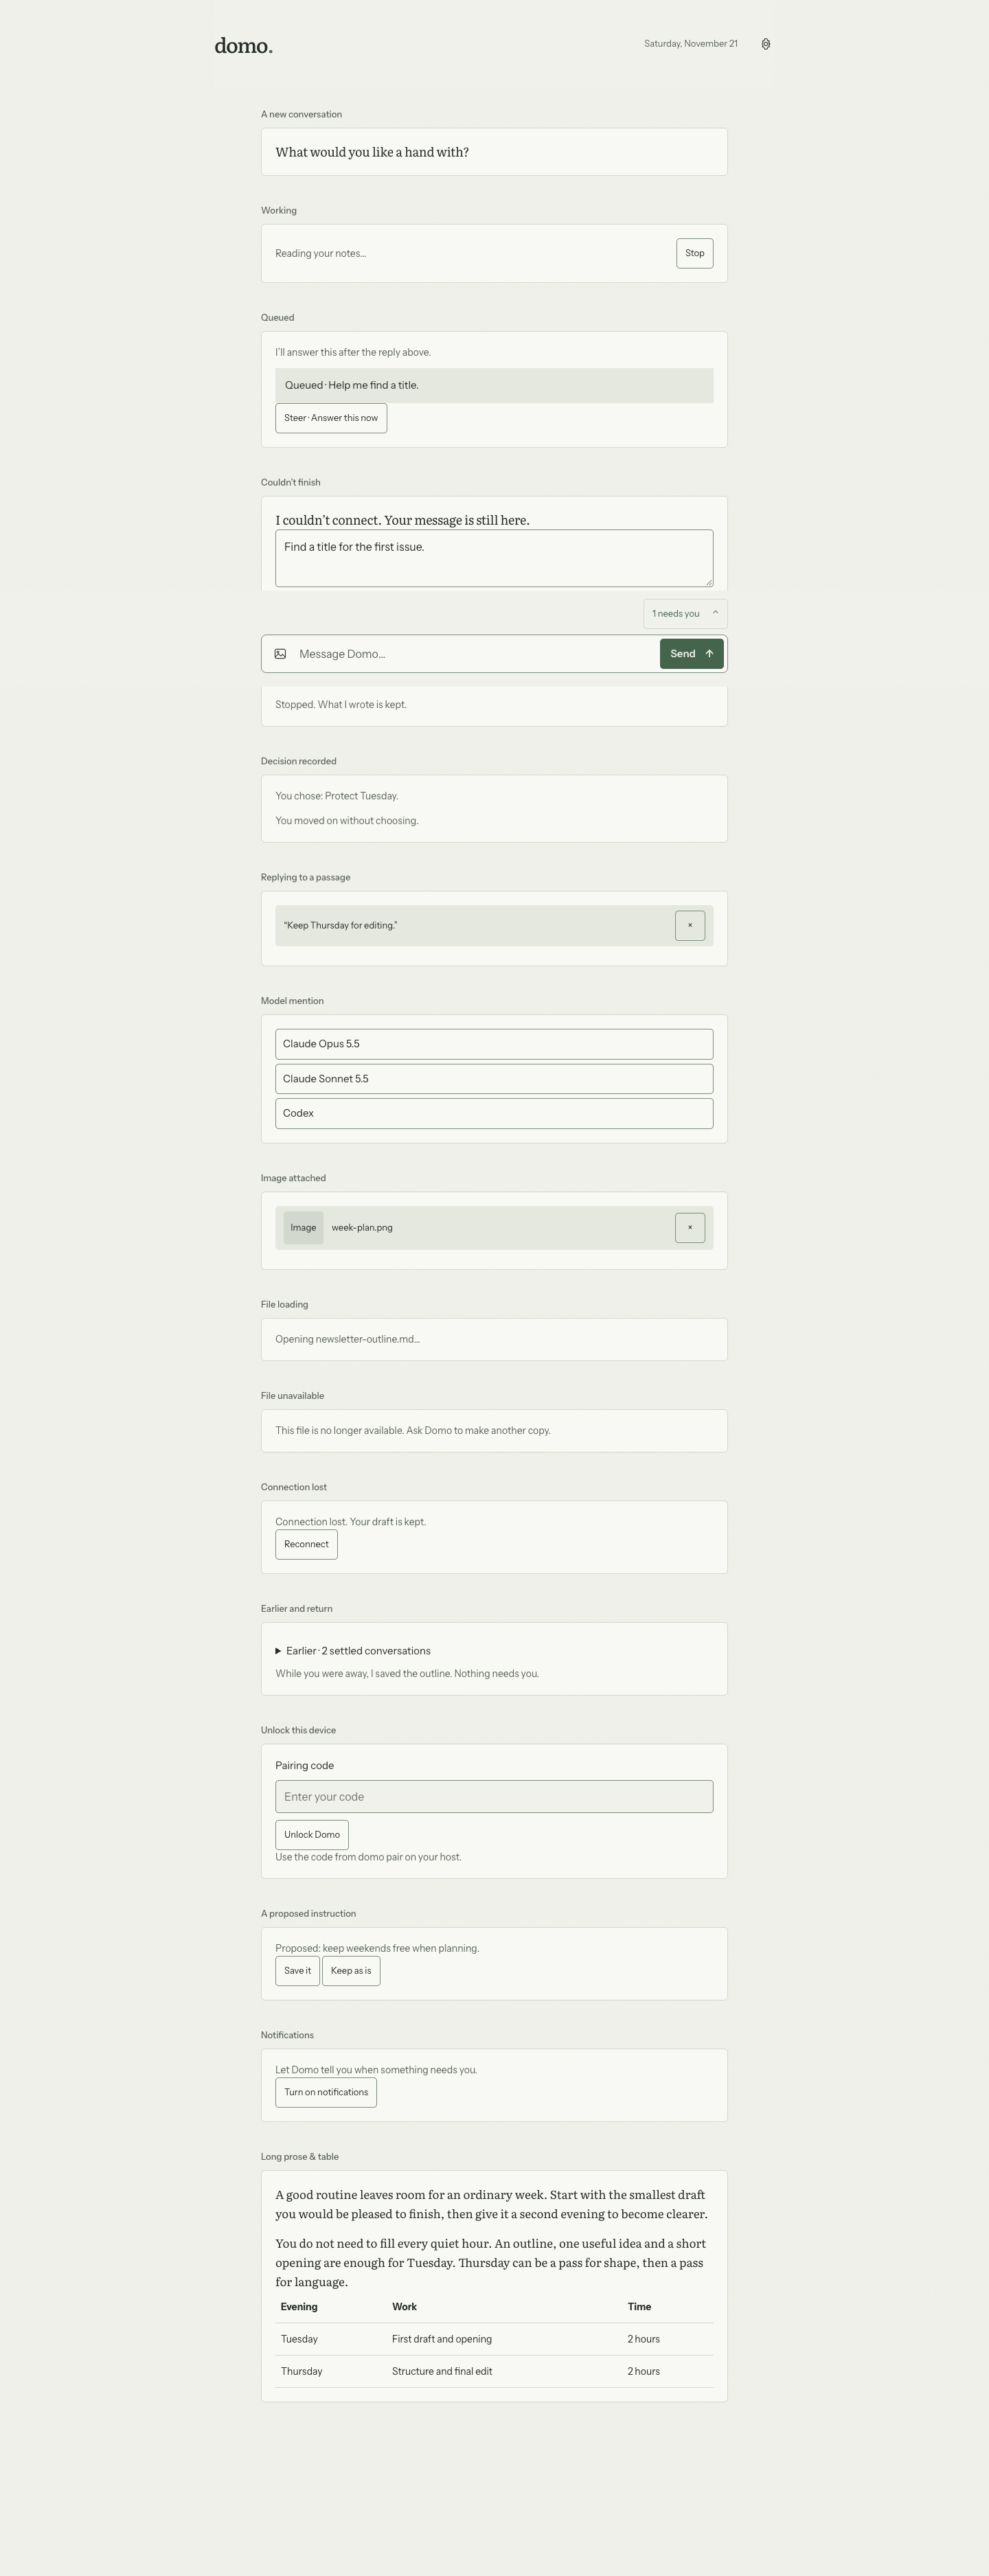 domo.
Saturday, November 21
A new conversation
What would you like a hand with?
Working
Reading your notes…
Stop
Queued
I’ll answer this after the reply above.
Queued · Help me find a title.
Steer · Answer this now
Couldn’t finish
I couldn’t connect. Your message is still here.
Find a title for the first issue.
1 needs you
Message Domo…
Send
Stopped. What I wrote is kept.
Decision recorded
You chose: Protect Tuesday.
You moved on without choosing.
Replying to a passage
“Keep Thursday for editing.”
×
Model mention
Claude Opus 5.5
Claude Sonnet 5.5
Codex
Image attached
Image
week-plan.png
×
File loading
Opening newsletter-outline.md…
File unavailable
This file is no longer available. Ask Domo to make another copy.
Connection lost
Connection lost. Your draft is kept.
Reconnect
Earlier and return
Earlier · 2 settled conversations
While you were away, I saved the outline. Nothing needs you.
Unlock this device
Pairing code
Enter your code
Unlock Domo
Use the code from domo pair on your host.
A proposed instruction
Proposed: keep weekends free when planning.
Save it
Keep as is
Notifications
Let Domo tell you when something needs you.
Turn on notifications
Long prose & table
A good routine leaves room for an ordinary week. Start with the smallest draft
you would be pleased to finish, then give it a second evening to become clearer.
You do not need to fill every quiet hour. An outline, one useful idea and a short
opening are enough for Tuesday. Thursday can be a pass for shape, then a pass
for language.
Evening Work Time
Tuesday First draft and opening 2 hours
Thursday Structure and final edit 2 hours